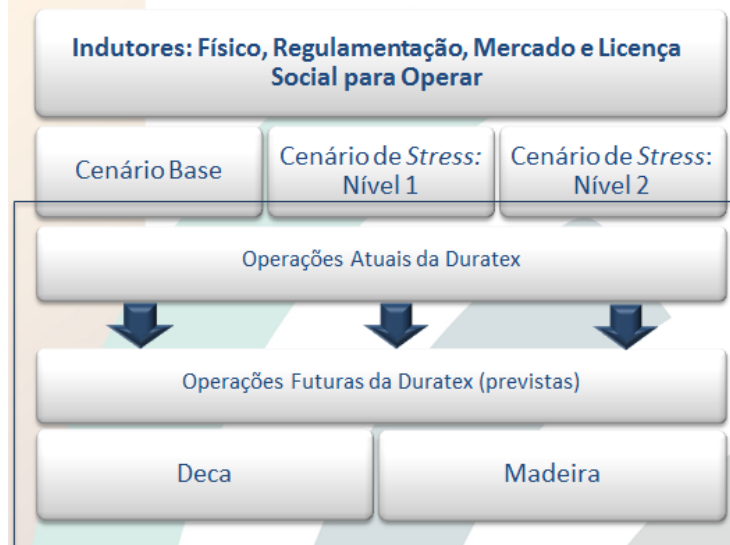 Indutores: Físico, Regulamentação, Mercado e Licença
Social para Operar
Cenário Base
Cenário de Stress:
Nível 1
Cenário de Stress:
Nível 2
Operações Atuais da Duratex
Operações Futuras da Duratex (previstas)
Deca
Madeira